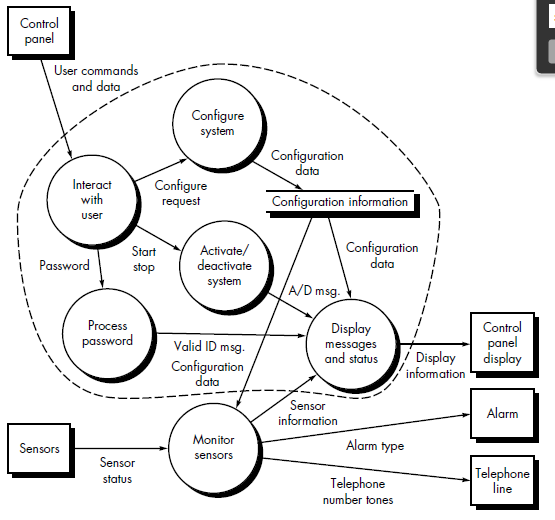 Control
panel
User commands
and data
Configure
system
Configuration
data
Interact
with
user
Configure
request
Configuration information
Configuration
data
Password
Start
stop
Activate/
deactivate
system
A/D msg.
Process
password
Valid ID msg.
Display
messages
and status
Control
panel
display
Display
information
Configuration
data
Sensor
information
Alarm
Sensors
Sensor
status
Monitor
sensors
Alarm type
Telephone
line
Telephone
number tones